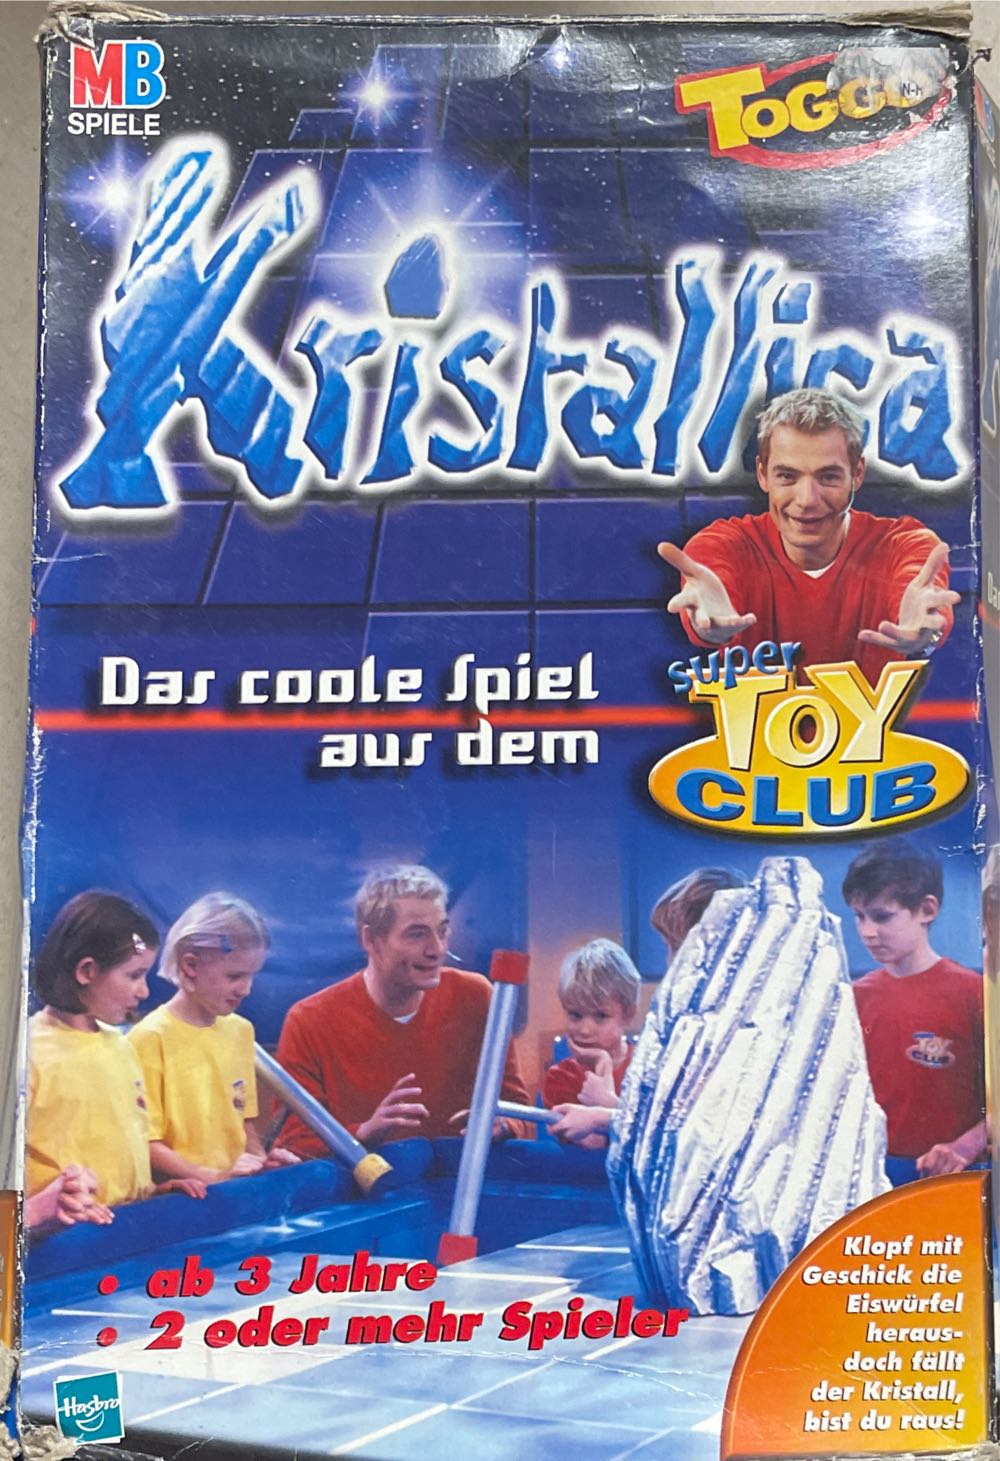 MB
SPIELE
TOGGO
N-H
Kristallica
Das coole Spiel
aus dem
super
TOY
CLUB
TOY
CLUB
• ab 3 Jahre
• 2 oder mehr Spieler
Klopf mit
Geschick die
Eiswürfel
heraus-
doch fällt
der Kristall,
bist du raus!
Hasbro